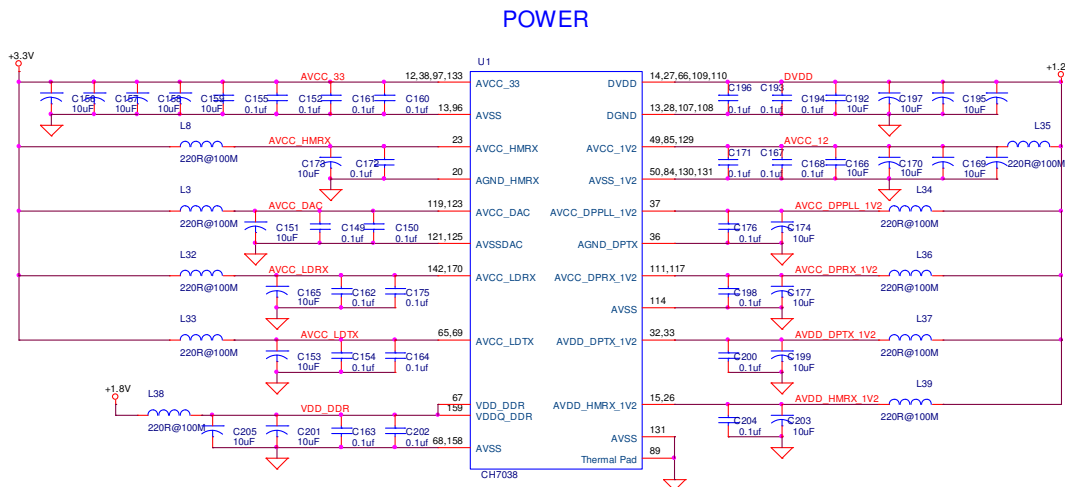 POWER
+3.3V
U1
+1.2
AVCC_33
12,38,97,133
AVCC_33
DVDD
14,27,66,109,110
DVDD
C156
10uF
C157
10uF
C158
10uF
C159
10uF
C155
0.1uf
C152
0.1uf
C161
0.1uf
C160
0.1uf
C196
0.1uf
C193
0.1uf
C194
0.1uf
C192
10uF
C197
10uF
C195
10uF
13,96
AVSS
DGND
13,28,107,108
L8
220R@100M
AVCC_HMRX
23
AVCC_HMRX
AVCC_1V2
49,85,129
AVCC_12
L35
220R@100M
C173
10uF
C172
0.1uf
20
AGND_HMRX
AVSS_1V2
50,84,130,131
C171
0.1uf
C167
0.1uf
C168
0.1uf
C166
10uF
C170
10uF
C169
10uF
L3
220R@100M
AVCC_DAC
119,123
AVCC_DAC
AVCC_DPPLL_1V2
37
AVCC_DPPLL_1V2
L34
220R@100M
C151
10uF
C149
0.1uf
C150
0.1uf
121,125
AVSSDAC
AGND_DPTX
36
C176
0.1uf
C174
10uF
L32
220R@100M
AVCC_LDRX
142,170
AVCC_LDRX
AVCC_DPRX_1V2
111,117
AVCC_DPRX_1V2
L36
220R@100M
C165
10uF
C162
0.1uf
C175
0.1uf
AVSS
114
C198
0.1uf
C177
10uF
L33
220R@100M
AVCC_LDTX
65,69
AVCC_LDTX
AVDD_DPTX_1V2
32,33
AVDD_DPTX_1V2
L37
220R@100M
C153
10uF
C154
0.1uf
C164
0.1uf
C200
0.1uf
C199
10uF
+1.8V
L38
220R@100M
VDD_DDR
67
VDD_DDR
159
VDDQ_DDR
AVDD_HMRX_1V2
15,26
AVDD_HMRX_1V2
L39
220R@100M
C205
10uF
C201
10uF
C163
0.1uf
C202
0.1uf
68,158
AVSS
C204
0.1uf
C203
10uF
AVSS
131
Thermal Pad
89
CH7038